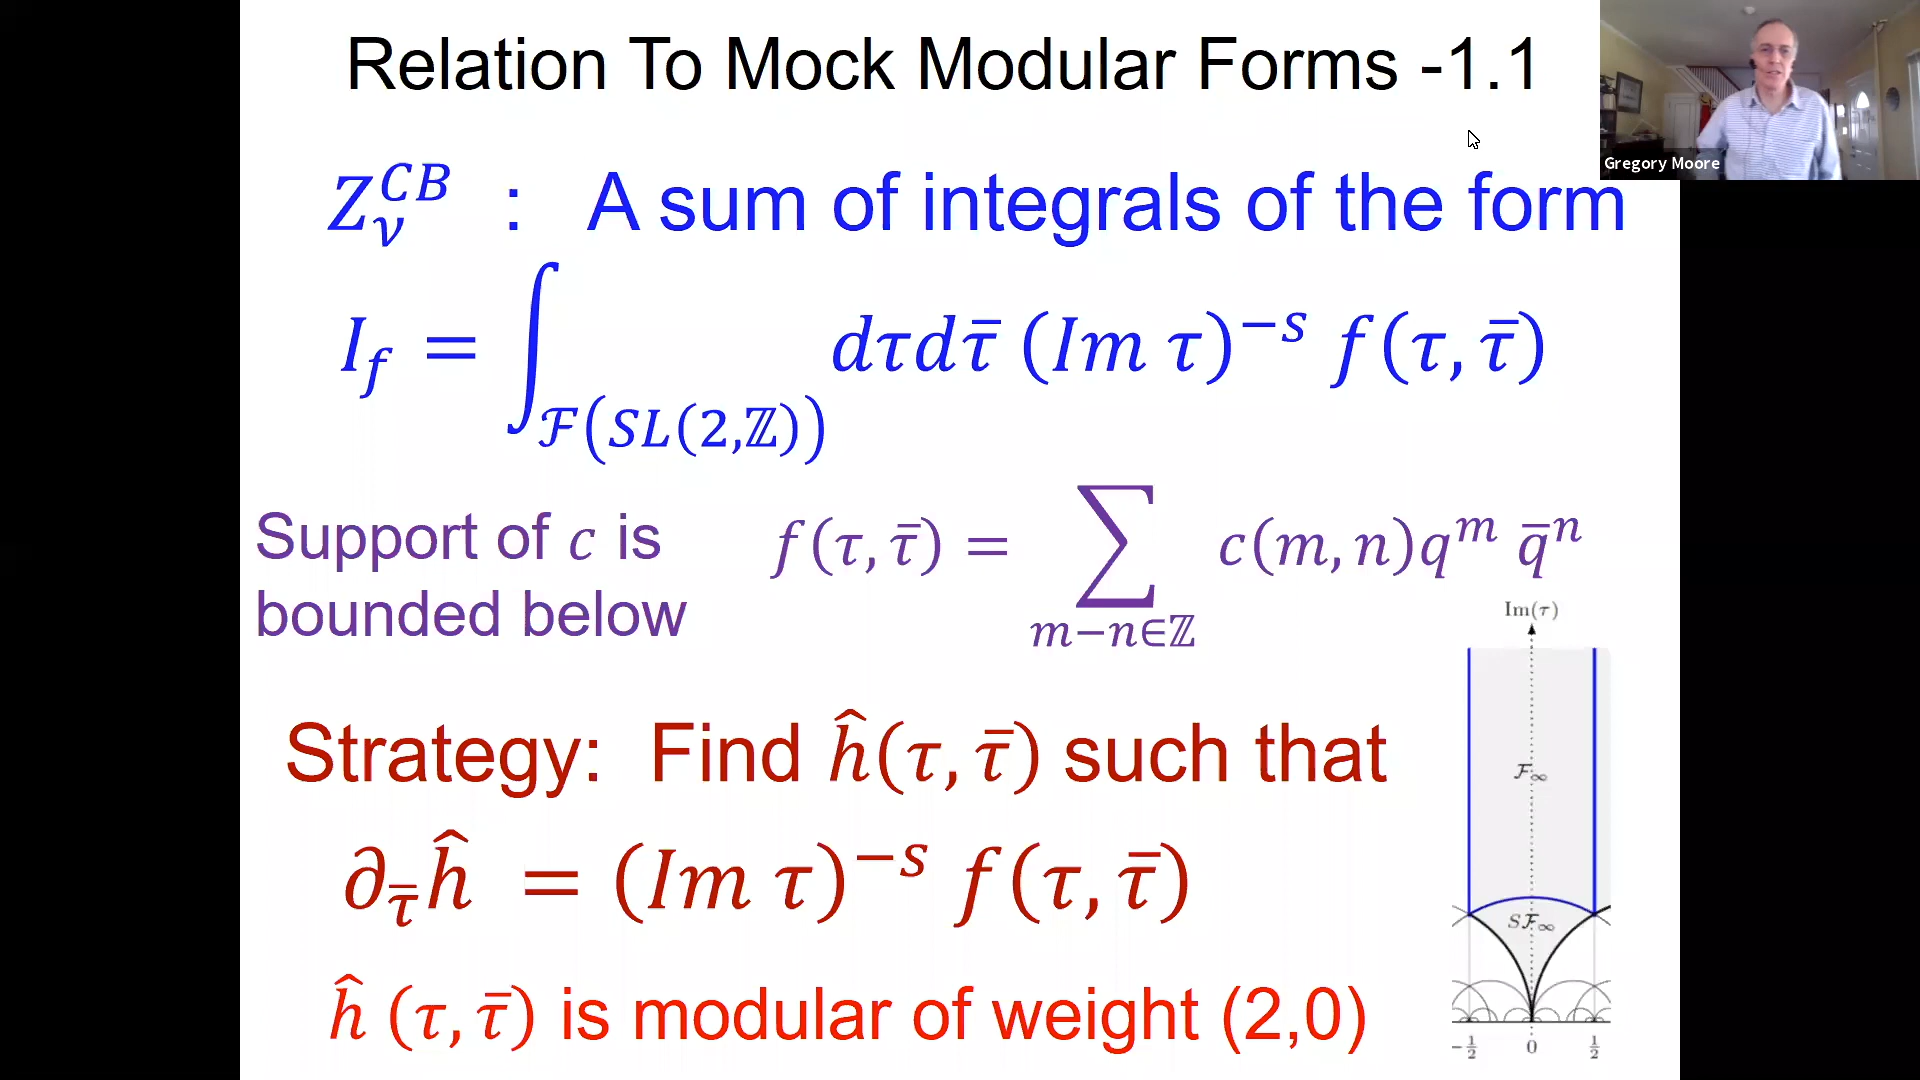 Relation To Mock Modular Forms -1.1
Gregory Moore
Z_ν^{CB} : A sum of integrals of the form
I_f = ∫_{ℱ(SL(2,ℤ))} dτdτ̄ (Im τ)^{−s} f(τ,τ̄)
Support of c is
bounded below
f(τ,τ̄) = ∑_{m−n∈ℤ} c(m,n)q^m q̄^n
Im(τ)
Strategy: Find ĥ(τ,τ̄) such that
ℱ_∞
∂_τ̄ ĥ = (Im τ)^{−s} f(τ,τ̄)
Sℱ_∞
ĥ (τ,τ̄) is modular of weight (2,0)
−1/2 0 1/2